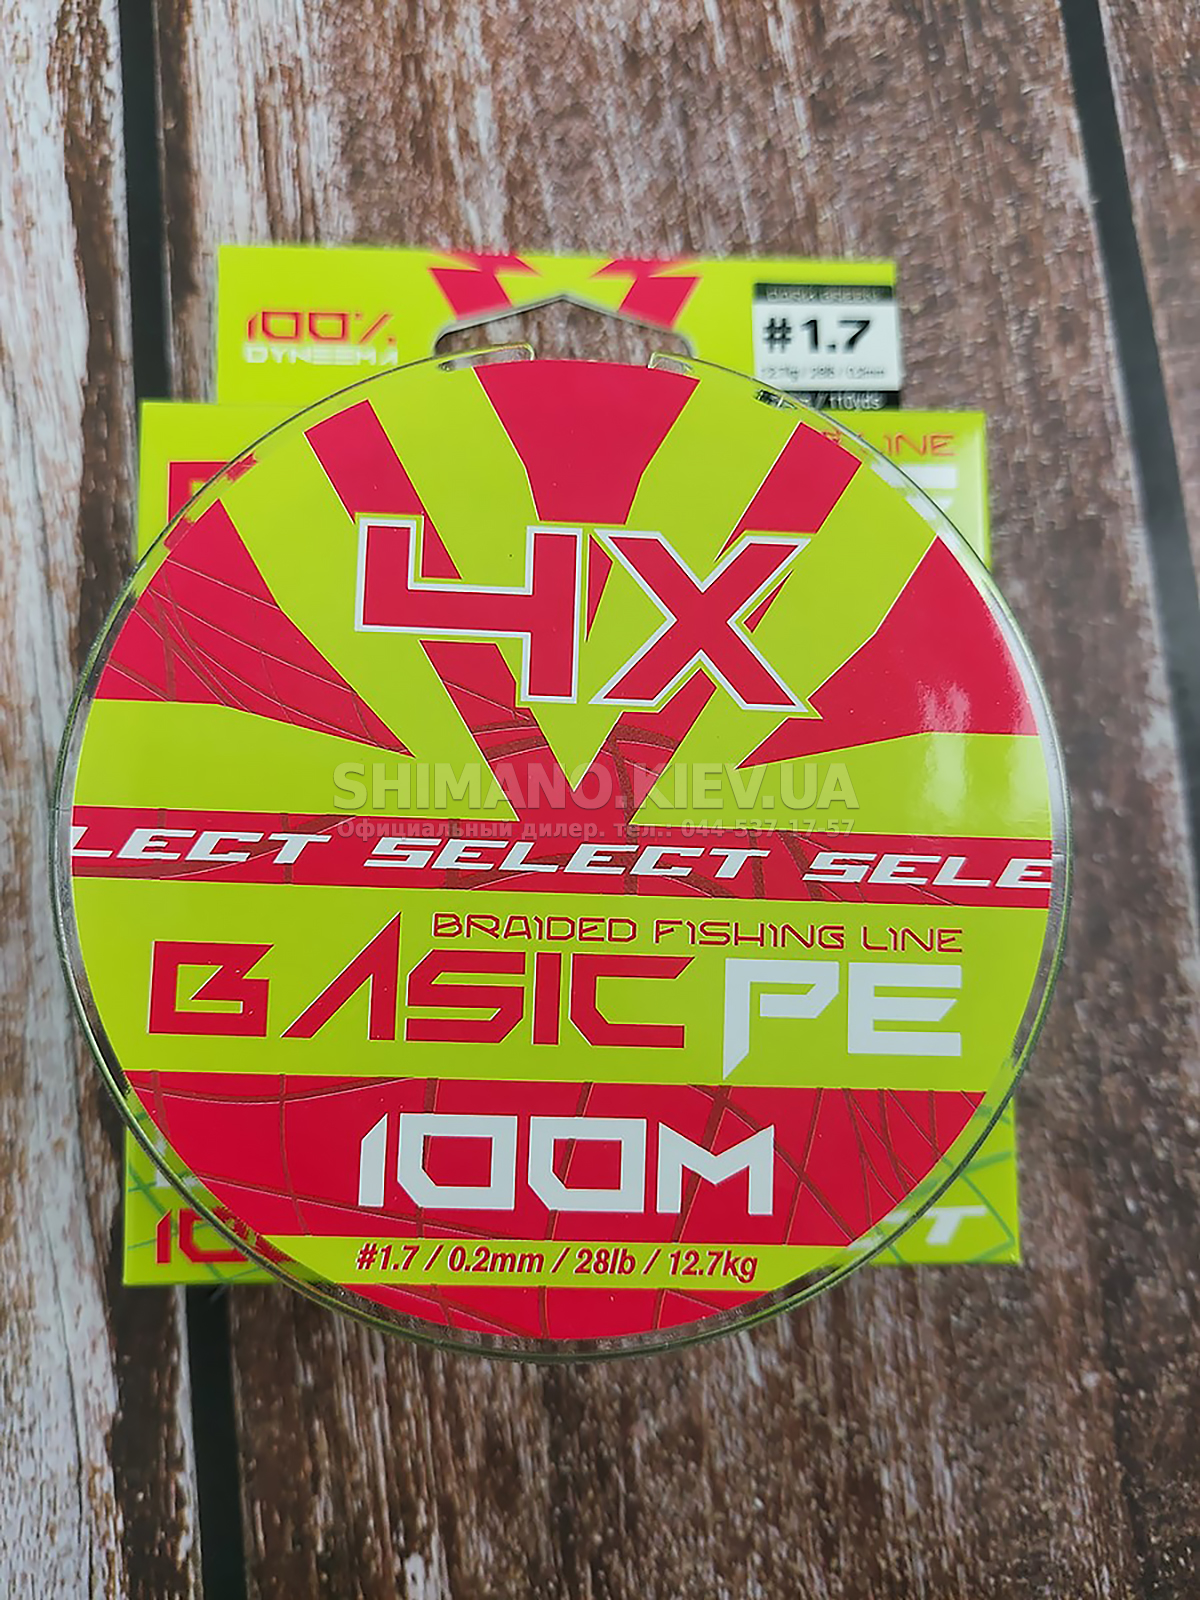 100%
DYNEEMA
#1.7
LINE
4X
SHIMANO.KIEV.UA
Официальный дилер. тел.: 044 537-17-57
LECT SELECT SELE
BRAIDED FISHING LINE
BASIC PE
100M
#1.7 / 0.2mm / 28lb / 12.7kg